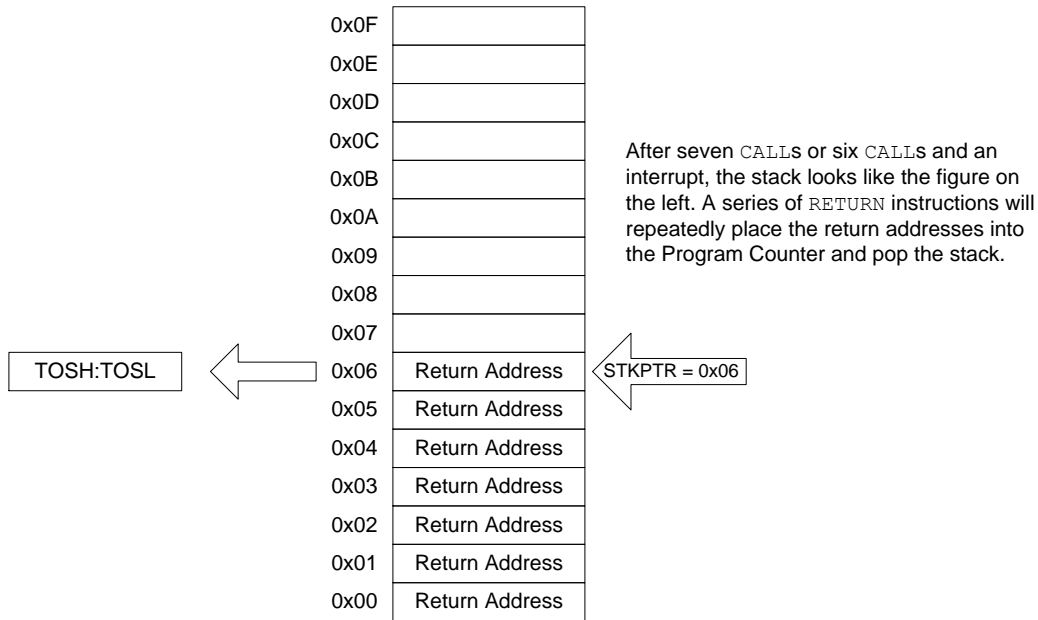 0x0F
0x0E
0x0D
0x0C
0x0B
0x0A
0x09
0x08
0x07
After seven CALLs or six CALLs and an
interrupt, the stack looks like the figure on
the left. A series of RETURN instructions will
repeatedly place the return addresses into
the Program Counter and pop the stack.
TOSH:TOSL
0x06 Return Address
STKPTR = 0x06
0x05 Return Address
0x04 Return Address
0x03 Return Address
0x02 Return Address
0x01 Return Address
0x00 Return Address